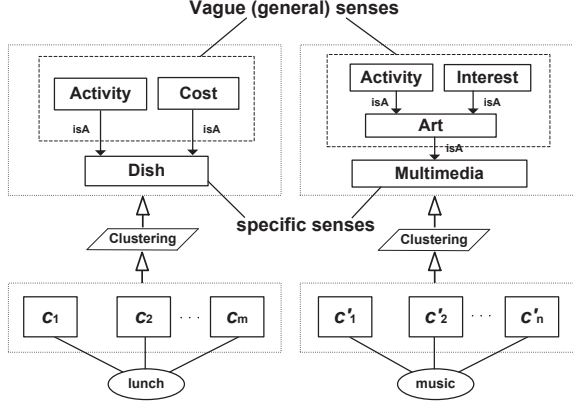 Vague (general) senses
Activity Cost
isA isA
Dish
Activity Interest
isA isA
Art
isA
Multimedia
specific senses
Clustering Clustering
c1 c2 · · · cm
c'1 c'2 · · · c'n
lunch music